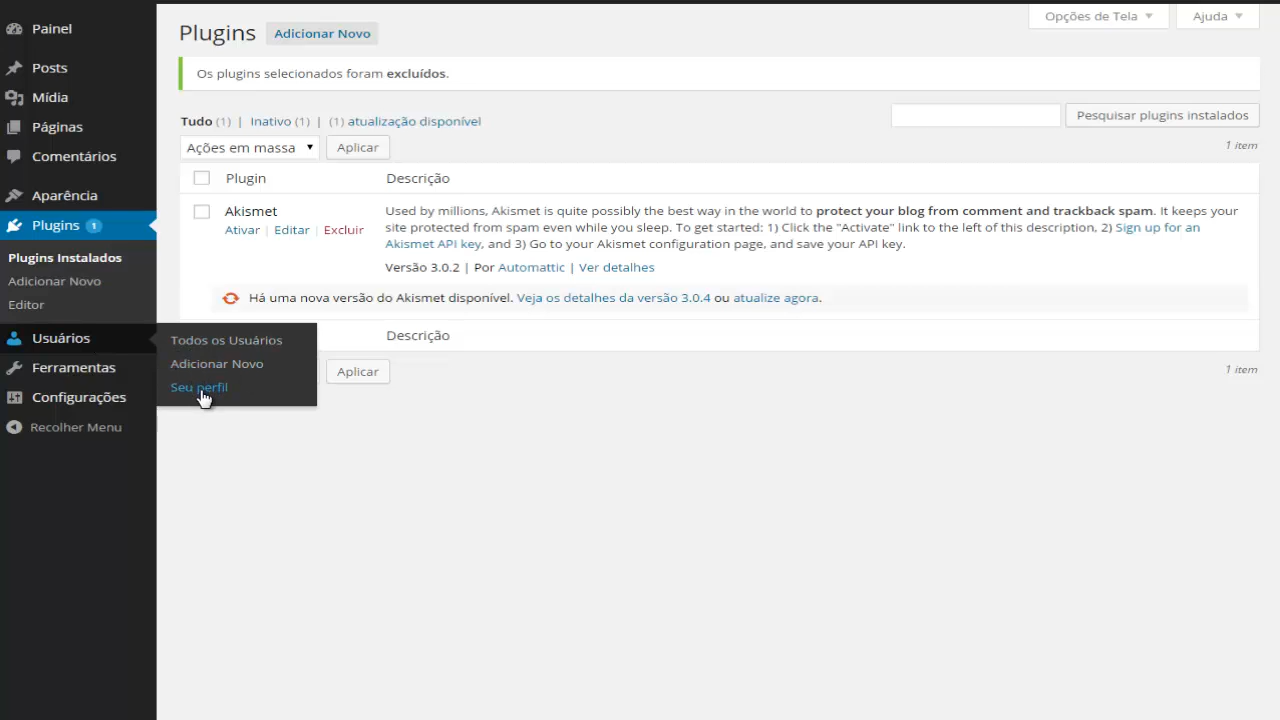 Painel
Posts
Mídia
Páginas
Comentários
Aparência
Plugins 1
Plugins Instalados
Adicionar Novo
Editor
Usuários
Ferramentas
Configurações
Recolher Menu
Todos os Usuários
Adicionar Novo
Seu perfil
Opções de Tela
Ajuda
Plugins Adicionar Novo
Os plugins selecionados foram excluídos.
Tudo (1) | Inativo (1) | (1) atualização disponível
Pesquisar plugins instalados
Ações em massa Aplicar
1 item
Plugin Descrição
Akismet
Ativar | Editar | Excluir
Used by millions, Akismet is quite possibly the best way in the world to protect your blog from comment and trackback spam. It keeps your
site protected from spam even while you sleep. To get started: 1) Click the "Activate" link to the left of this description, 2) Sign up for an
Akismet API key, and 3) Go to your Akismet configuration page, and save your API key.
Versão 3.0.2 | Por Automattic | Ver detalhes
Há uma nova versão do Akismet disponível. Veja os detalhes da versão 3.0.4 ou atualize agora.
Descrição
Aplicar
1 item